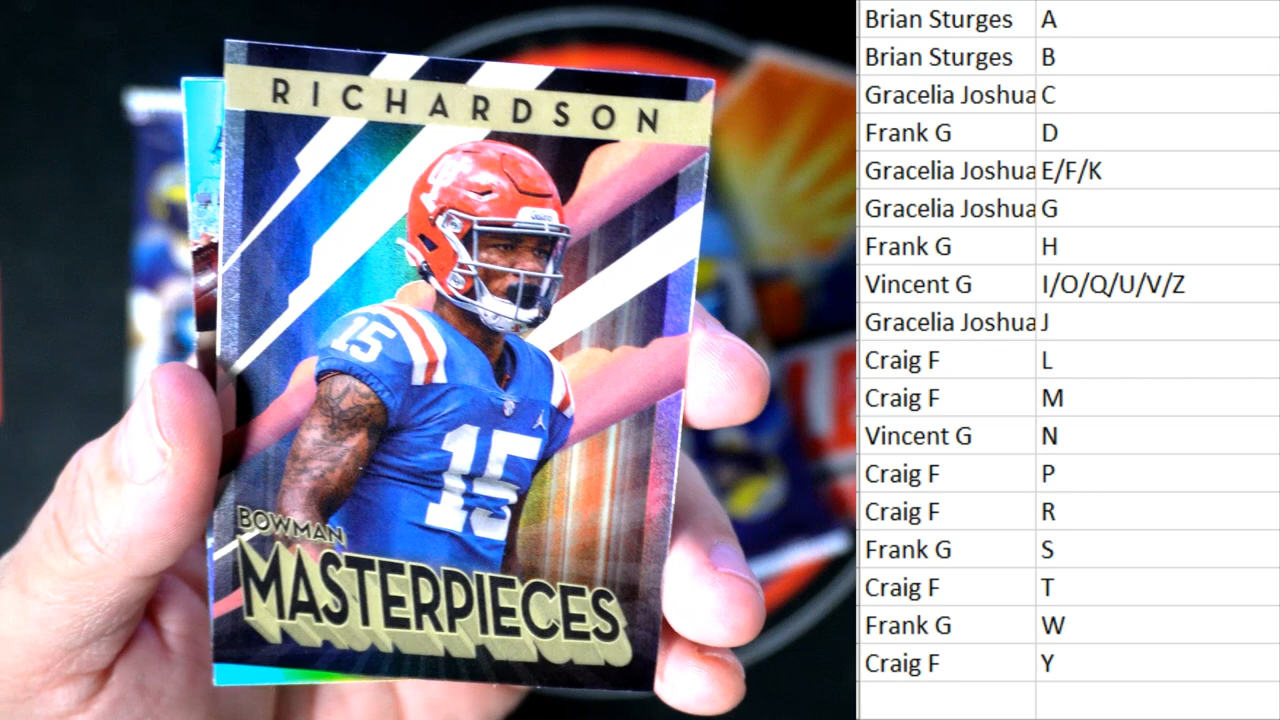 RICHARDSON
15
15
BOWMAN
MASTERPIECES
Brian Sturges A
Brian Sturges B
Gracelia Joshua C
Frank G D
Gracelia Joshua E/F/K
Gracelia Joshua G
Frank G H
Vincent G I/O/Q/U/V/Z
Gracelia Joshua J
Craig F L
Craig F M
Vincent G N
Craig F P
Craig F R
Frank G S
Craig F T
Frank G W
Craig F Y